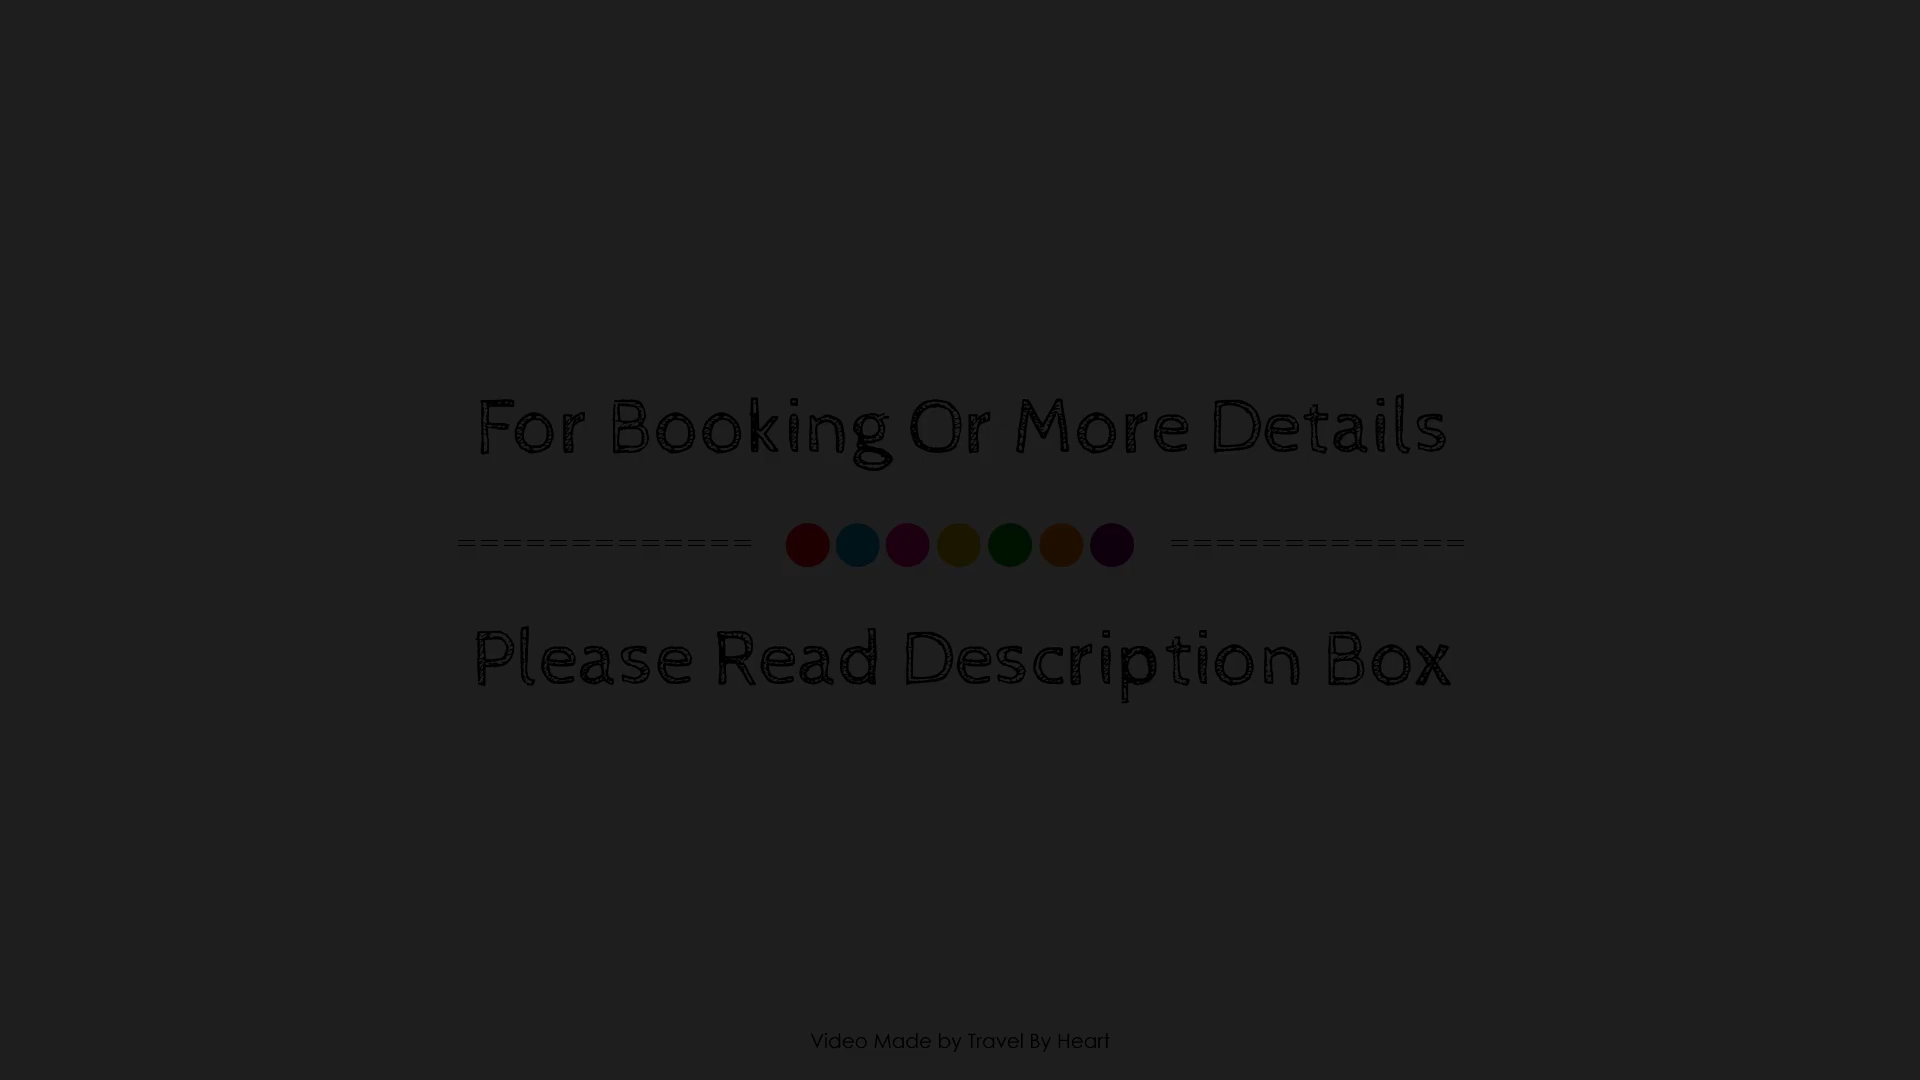 For Booking Or More Details
============= =============
Please Read Description Box
Video Made by Travel By Heart